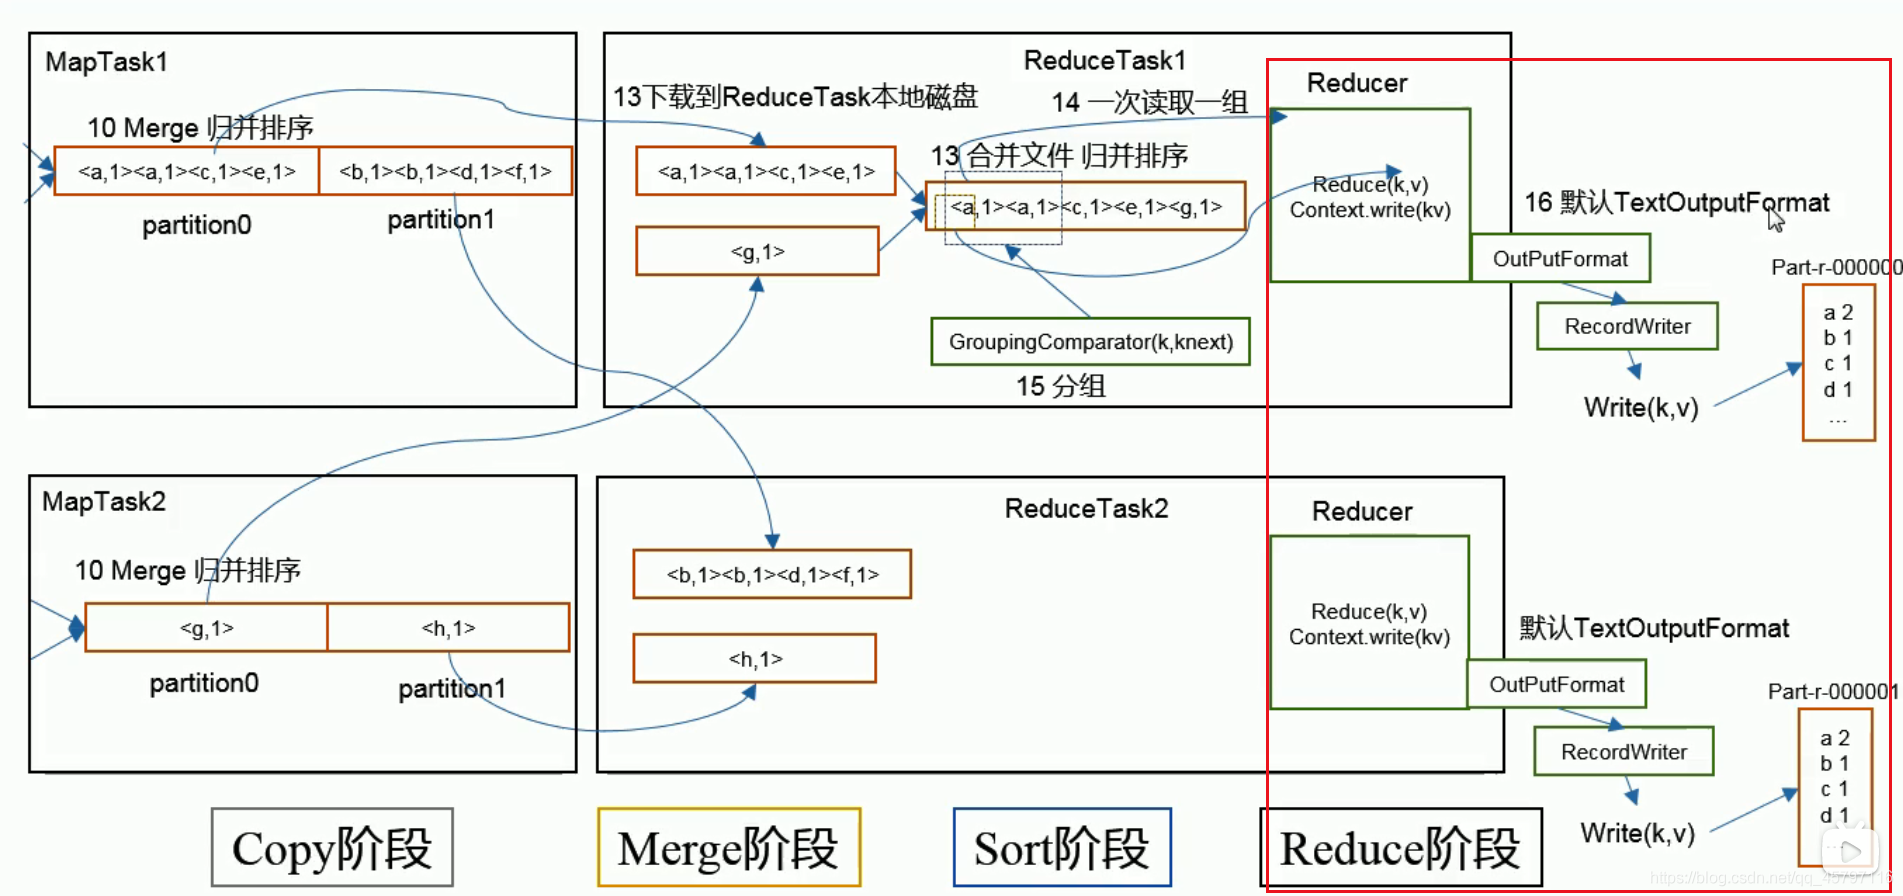 MapTask1
10 Merge 归并排序
<a,1><a,1><c,1><e,1>
<b,1><b,1><d,1><f,1>
partition0
partition1
ReduceTask1
13下载到ReduceTask本地磁盘
14 一次读取一组
<a,1><a,1><c,1><e,1>
13 合并文件 归并排序
<a,1><a,1><c,1><e,1><g,1>
<g,1>
GroupingComparator(k,knext)
15 分组
Reducer
Reduce(k,v)
Context.write(kv)
16 默认TextOutputFormat
OutPutFormat
RecordWriter
Write(k,v)
Part-r-000000
a 2
b 1
c 1
d 1
...
MapTask2
10 Merge 归并排序
<g,1>
<h,1>
partition0
partition1
ReduceTask2
<b,1><b,1><d,1><f,1>
<h,1>
Reducer
Reduce(k,v)
Context.write(kv)
默认TextOutputFormat
OutPutFormat
RecordWriter
Write(k,v)
Part-r-000001
a 2
b 1
c 1
d 1
Copy阶段
Merge阶段
Sort阶段
Reduce阶段